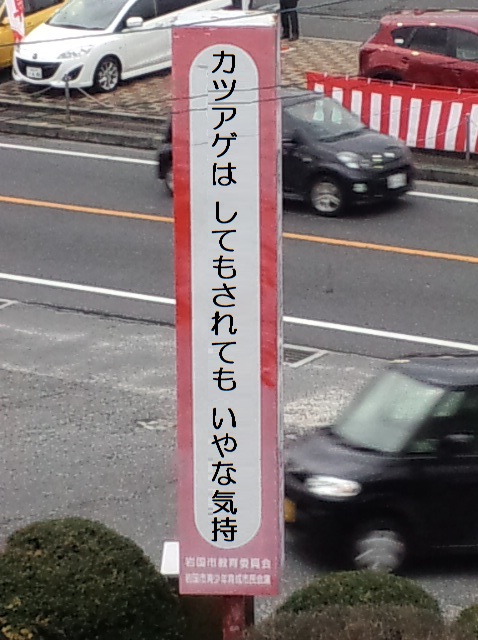 カツアゲは してもされても いやな気持
岩国市教育委員会
岩国市青少年育成市民会議